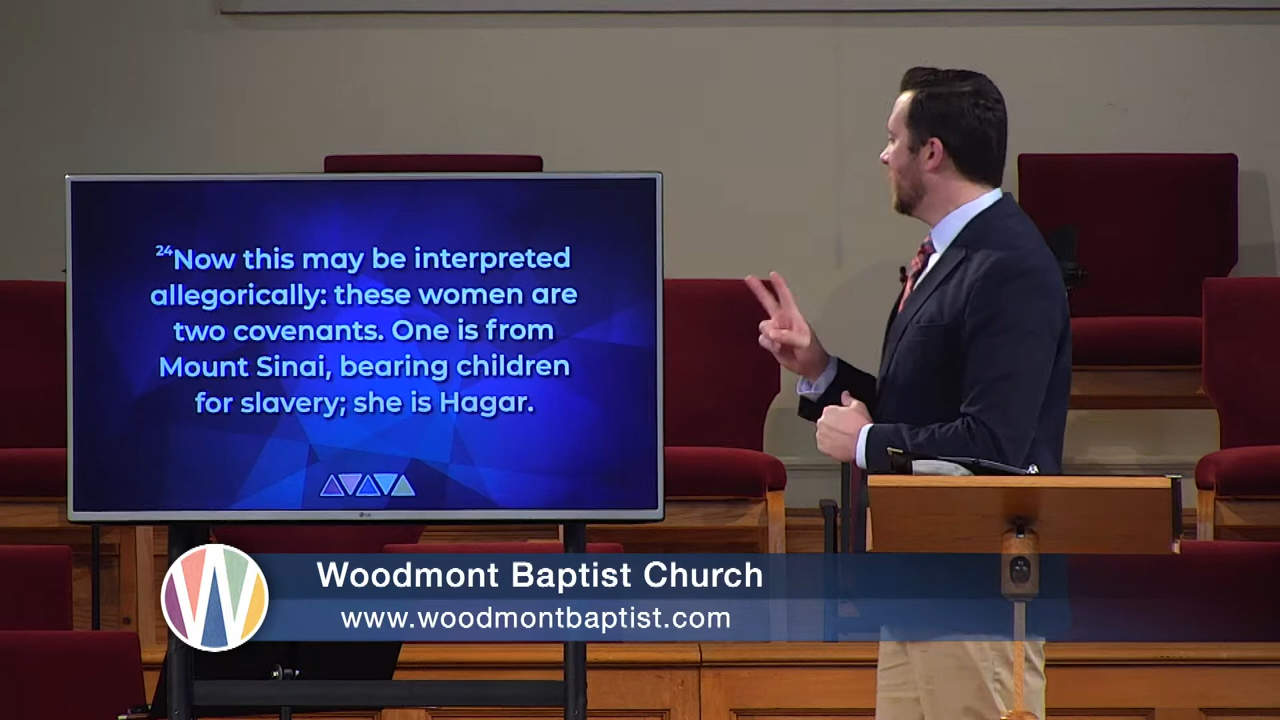 24Now this may be interpreted
allegorically: these women are
two covenants. One is from
Mount Sinai, bearing children
for slavery; she is Hagar.
LG
W
Woodmont Baptist Church
www.woodmontbaptist.com